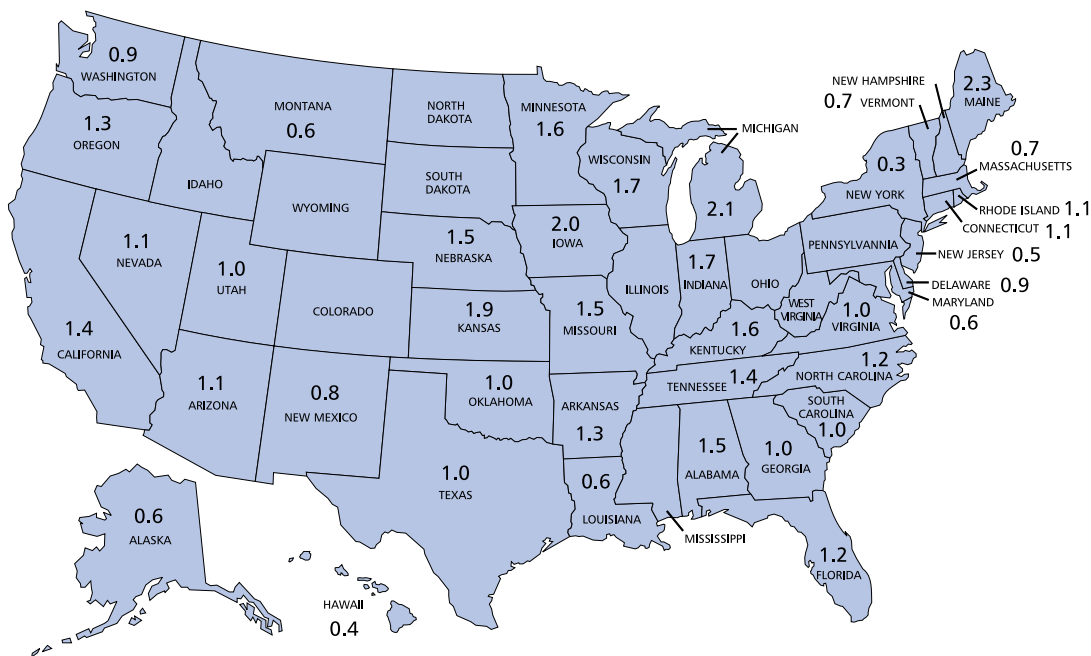 0.9
WASHINGTON
1.3
OREGON
IDAHO
MONTANA
0.6
WYOMING
NORTH
DAKOTA
SOUTH
DAKOTA
MINNESOTA
1.6
WISCONSIN
1.7
MICHIGAN
2.1
NEW HAMPSHIRE
0.7 VERMONT
2.3
MAINE
0.7
MASSACHUSETTS
0.3
NEW YORK
RHODE ISLAND 1.1
CONNECTICUT
1.1
PENNSYLVANNIA
NEW JERSEY 0.5
DELAWARE 0.9
MARYLAND
0.6
1.1
NEVADA
1.0
UTAH
COLORADO
1.5
NEBRASKA
2.0
IOWA
ILLINOIS
1.7
INDIANA
OHIO
WEST
VIRGINIA
1.0
VIRGINIA
1.4
CALIFORNIA
1.1
ARIZONA
0.8
NEW MEXICO
1.9
KANSAS
1.5
MISSOURI
1.6
KENTUCKY
1.2
NORTH CAROLINA
TENNESSEE 1.4
SOUTH
CAROLINA
1.0
1.0
OKLAHOMA
ARKANSAS
1.3
1.0
TEXAS
0.6
LOUISIANA
MISSISSIPPI
1.5
ALABAMA
1.0
GEORGIA
1.2
FLORIDA
0.6
ALASKA
HAWAII
0.4